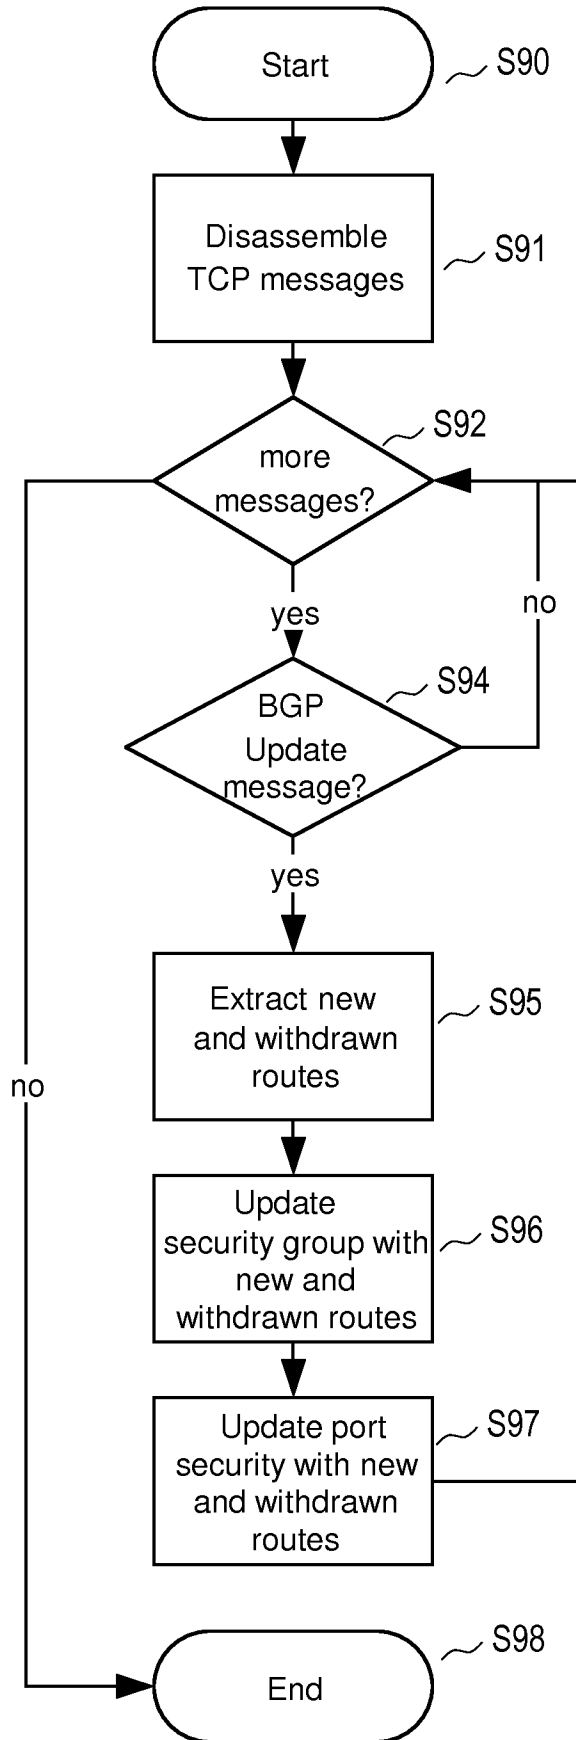 Start
S90
Disassemble
TCP messages
S91
more
messages?
S92
yes
no
BGP
Update
message?
S94
yes
Extract new
and withdrawn
routes
S95
no
Update
security group with
new and
withdrawn routes
S96
Update port
security with new
and withdrawn
routes
S97
End
S98